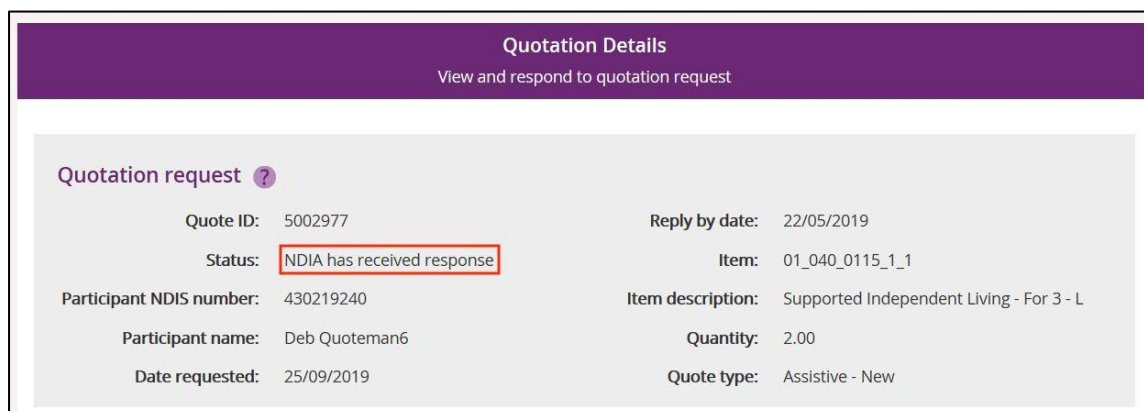 Quotation Details
View and respond to quotation request
Quotation request ?
Quote ID: 5002977
Reply by date: 22/05/2019
Status: NDIA has received response
Item: 01_040_0115_1_1
Participant NDIS number: 430219240
Item description: Supported Independent Living - For 3 - L
Participant name: Deb Quoteman6
Quantity: 2.00
Date requested: 25/09/2019
Quote type: Assistive - New